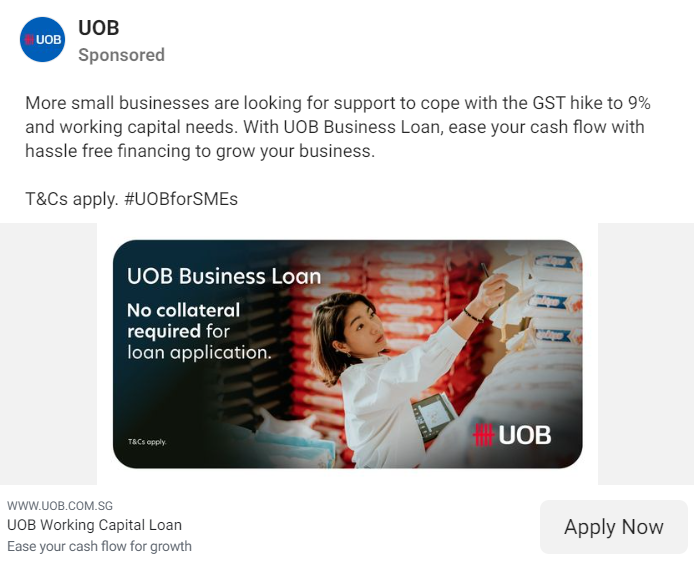 UOB
UOB
Sponsored
More small businesses are looking for support to cope with the GST hike to 9%
and working capital needs. With UOB Business Loan, ease your cash flow with
hassle free financing to grow your business.
T&Cs apply. #UOBforSMEs
UOB Business Loan
No collateral
required for
loan application.
T&Cs apply.
UOB
WWW.UOB.COM.SG
UOB Working Capital Loan
Ease your cash flow for growth
Apply Now